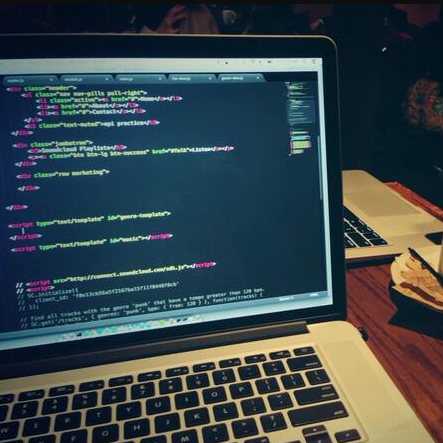 <div class="header">
<ul class="nav nav-pills pull-right">
<li class="active"><a href="#">Home</a></li>
<li><a href="#">About</a></li>
<li><a href="#">Contact</a></li>
</ul>
<h3 class="text-muted">api practice</h3>
</div>
<div class="jumbotron">
<h1>Soundcloud Playlists</h1>
<p><a class="btn btn-lg btn-success" href="#folk">Listen</a></p>
</div>
<div class="row marketing">
</div>
</div>
<script type="text/template" id="genre-template">
</script>
<script type="text/template" id="music"></script>
// <script src="http://connect.soundcloud.com/sdk.js"></script>
// <script>
// SC.initialize({
// client_id:
// });
// find all tracks with the genre "punk" that have a tempo greater than 120 bpm.
// SC.get('/tracks', { genres: 'punk', bpm: { from: 120 } }, function(tracks) {